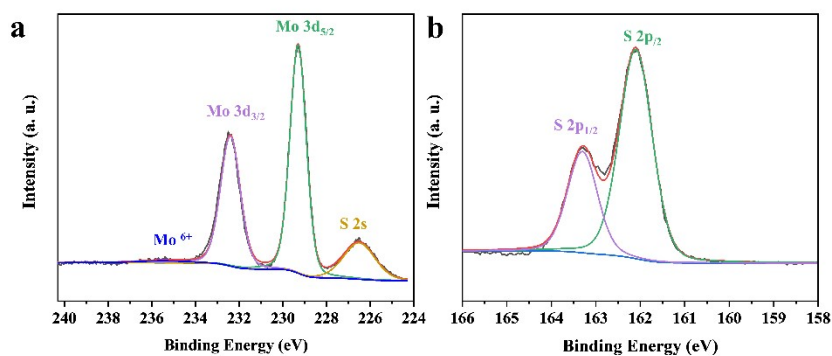 a
Mo 3d5/2
Mo 3d3/2
Mo 6+
S 2s
Intensity (a. u.)
240 238 236 234 232 230 228 226 224
Binding Energy (eV)
b
S 2p/2
S 2p1/2
Intensity (a. u.)
166 165 164 163 162 161 160 159 158
Binding Energy (eV)